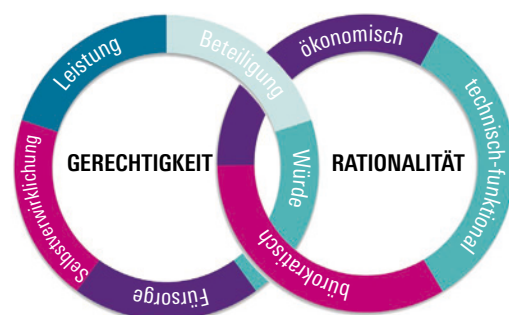 Leistung
Beteiligung
Würde
Fürsorge
Selbstverwirklichung
GERECHTIGKEIT
ökonomisch
technisch-funktional
bürokratisch
RATIONALITÄT